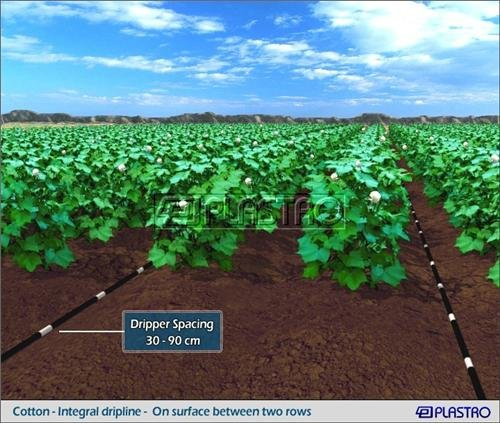 PLASTRO
Dripper Spacing
30 - 90 cm
Cotton - Integral dripline - On surface between two rows
PLASTRO